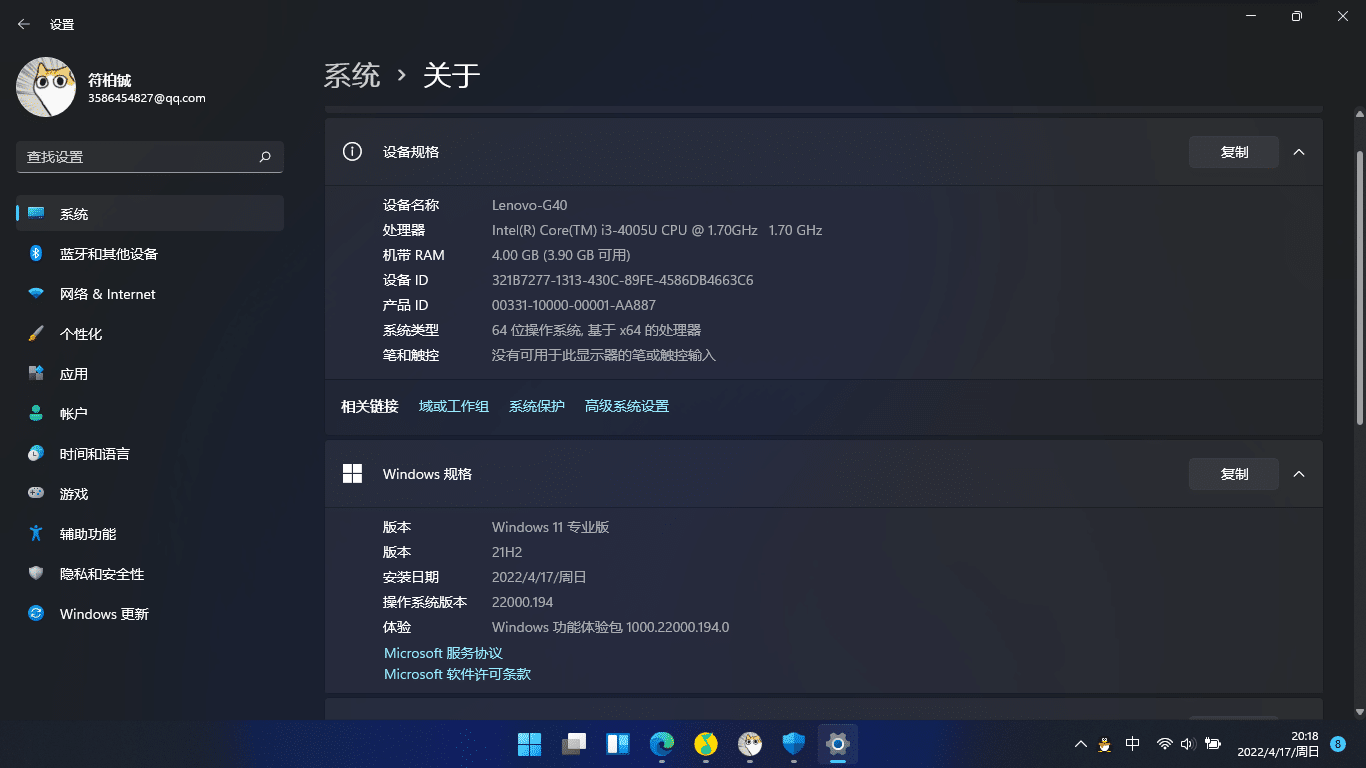 设置
符柏铖
3586454827@qq.com
查找设置
系统
蓝牙和其他设备
网络 & Internet
个性化
应用
帐户
时间和语言
游戏
辅助功能
隐私和安全性
Windows 更新
系统 › 关于
设备规格
复制
设备名称 Lenovo-G40
处理器 Intel(R) Core(TM) i3-4005U CPU @ 1.70GHz 1.70 GHz
机带 RAM 4.00 GB (3.90 GB 可用)
设备 ID 321B7277-1313-430C-89FE-4586DB4663C6
产品 ID 00331-10000-00001-AA887
系统类型 64 位操作系统, 基于 x64 的处理器
笔和触控 没有可用于此显示器的笔或触控输入
相关链接 域或工作组 系统保护 高级系统设置
Windows 规格
复制
版本 Windows 11 专业版
版本 21H2
安装日期 2022/4/17/周日
操作系统版本 22000.194
体验 Windows 功能体验包 1000.22000.194.0
Microsoft 服务协议
Microsoft 软件许可条款
中
20:18
2022/4/17/周日
8